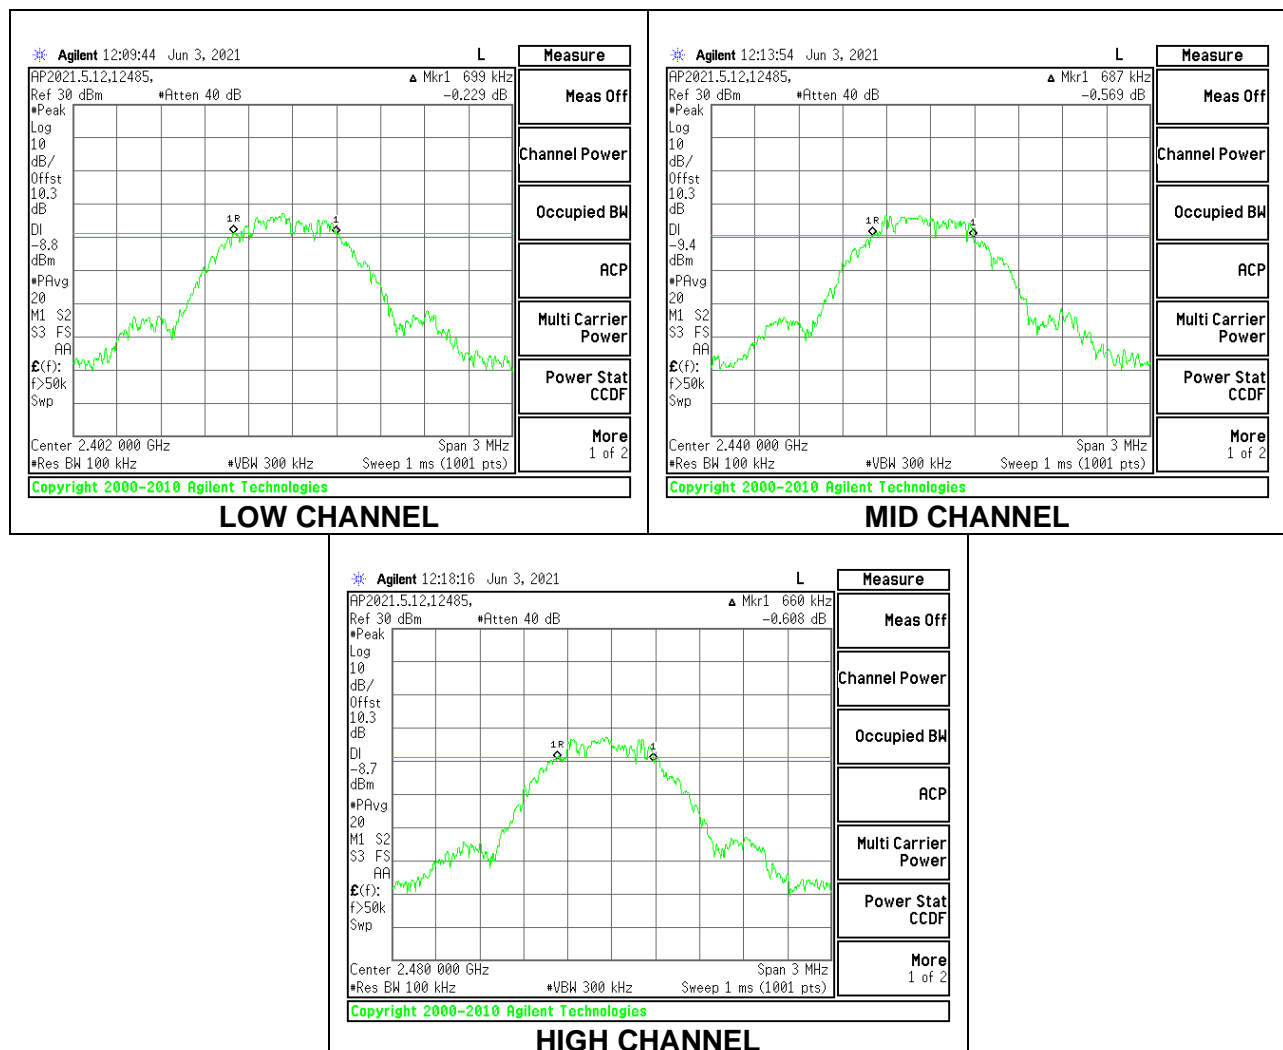 Agilent 12:09:44 Jun 3, 2021 L
Measure
AP2021.5.12,12485, Δ Mkr1 699 kHz
Ref 30 dBm #Atten 40 dB -0.229 dB
#Peak
Log
10
dB/
Offst
10.3
dB
DI
-8.8
dBm
#PAvg
20
M1 S2
S3 FS
AA
£(f):
f>50k
Swp
1R
1
Center 2.402 000 GHz Span 3 MHz
#Res BW 100 kHz #VBW 300 kHz Sweep 1 ms (1001 pts)
Meas Off
Channel Power
Occupied BW
ACP
Multi Carrier
Power
Power Stat
CCDF
More
1 of 2
Copyright 2000-2010 Agilent Technologies
LOW CHANNEL
Agilent 12:13:54 Jun 3, 2021 L
Measure
AP2021.5.12,12485, Δ Mkr1 687 kHz
Ref 30 dBm #Atten 40 dB -0.569 dB
#Peak
Log
10
dB/
Offst
10.3
dB
DI
-9.4
dBm
#PAvg
20
M1 S2
S3 FS
AA
£(f):
f>50k
Swp
1R
1
Center 2.440 000 GHz Span 3 MHz
#Res BW 100 kHz #VBW 300 kHz Sweep 1 ms (1001 pts)
Meas Off
Channel Power
Occupied BW
ACP
Multi Carrier
Power
Power Stat
CCDF
More
1 of 2
Copyright 2000-2010 Agilent Technologies
MID CHANNEL
Agilent 12:18:16 Jun 3, 2021 L
Measure
AP2021.5.12,12485, Δ Mkr1 660 kHz
Ref 30 dBm #Atten 40 dB -0.608 dB
#Peak
Log
10
dB/
Offst
10.3
dB
DI
-8.7
dBm
#PAvg
20
M1 S2
S3 FS
AA
£(f):
f>50k
Swp
1R
1
Center 2.480 000 GHz Span 3 MHz
#Res BW 100 kHz #VBW 300 kHz Sweep 1 ms (1001 pts)
Meas Off
Channel Power
Occupied BW
ACP
Multi Carrier
Power
Power Stat
CCDF
More
1 of 2
Copyright 2000-2010 Agilent Technologies
HIGH CHANNEL